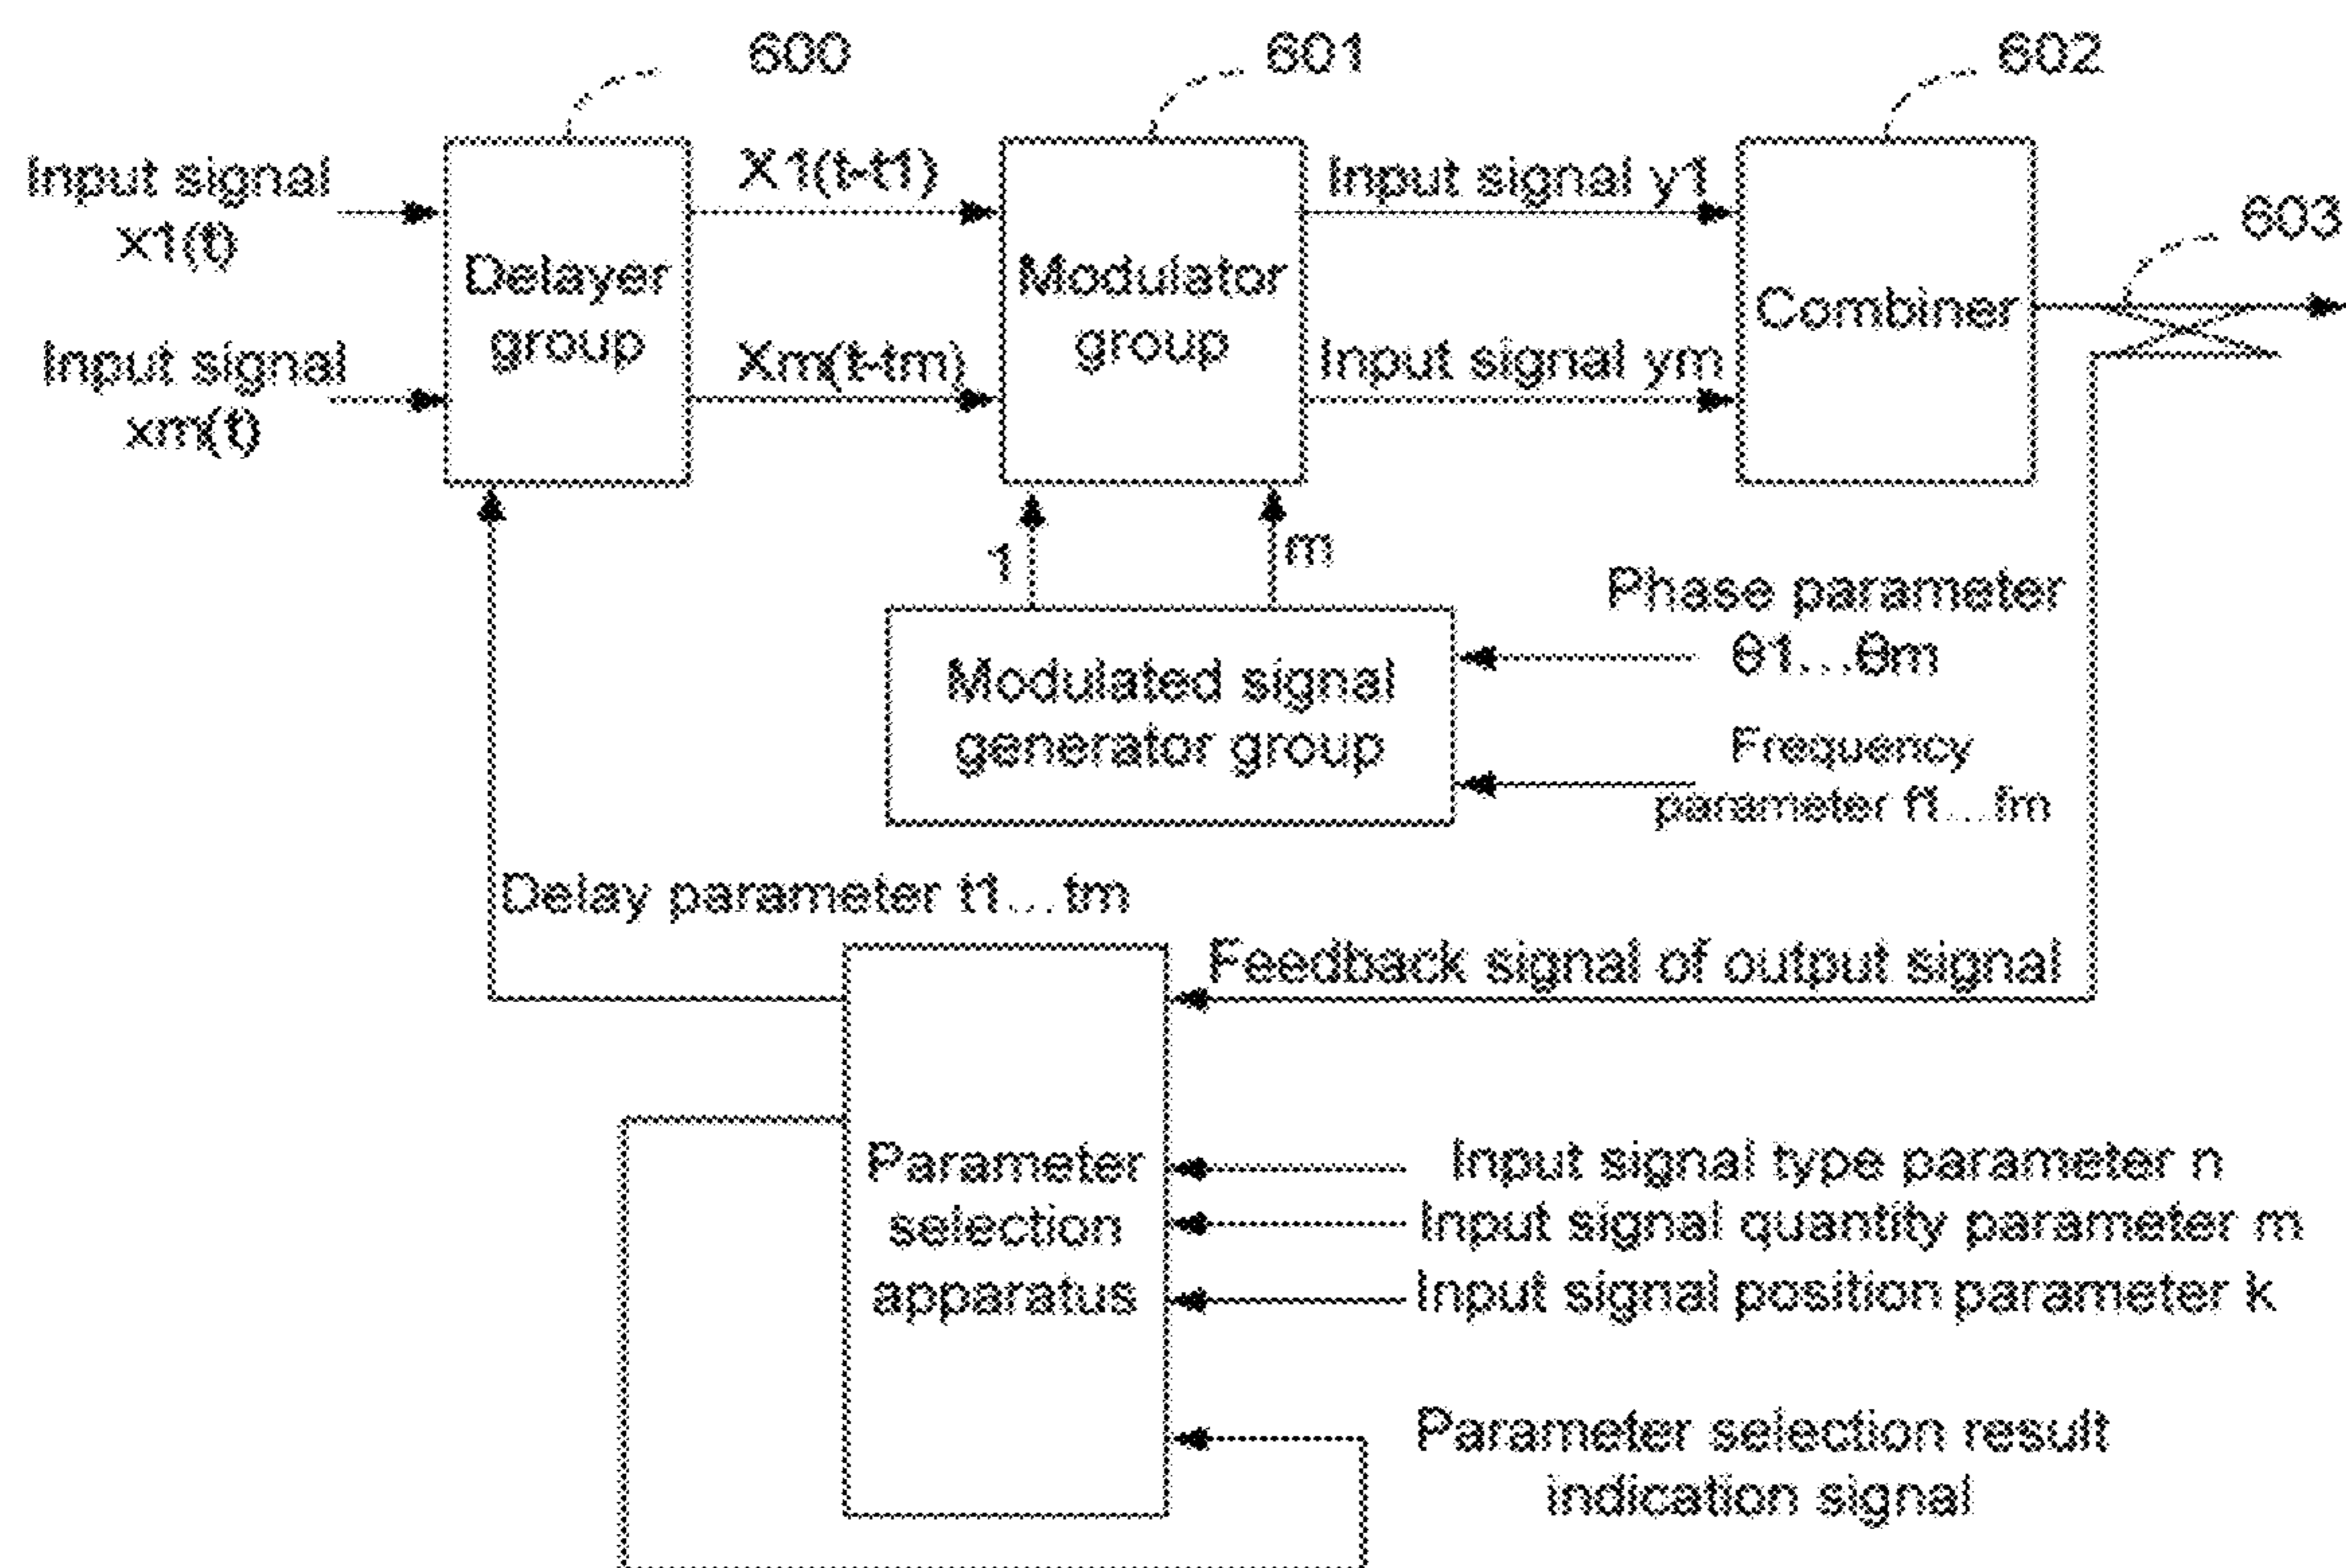 600
601
602
603
Input signal
x1(t)
Input signal
xm(t)
Delayer
group
X1(t-t1)
Xm(t-tm)
Modulator
group
Input signal y1
Input signal ym
Combiner
1
m
Modulated signal
generator group
Phase parameter
θ1...θm
Frequency
parameter f1...fm
Delay parameter t1...tm
Feedback signal of output signal
Parameter
selection
apparatus
Input signal type parameter n
Input signal quantity parameter m
Input signal position parameter k
Parameter selection result
indication signal